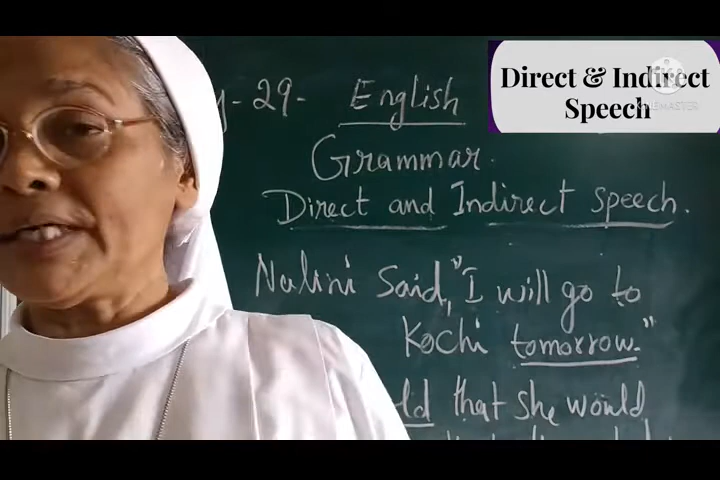 Direct & Indirect
Speech
KINEMASTER
29- English
Grammar.
Direct and Indirect speech.
Nalini said, "I will go to
Kochi tomorrow."
that she would